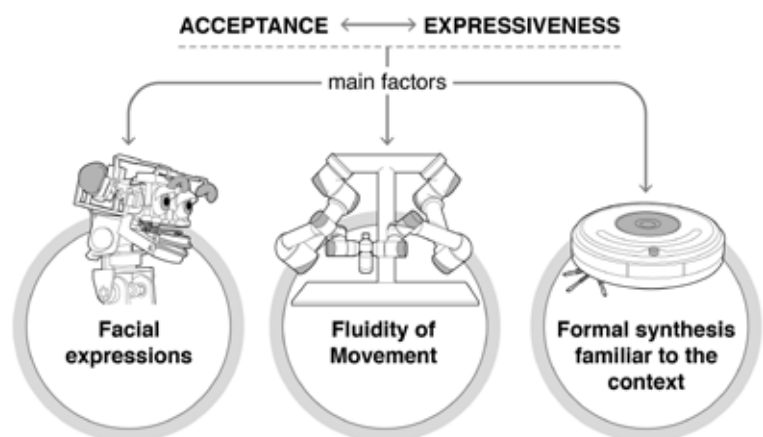 ACCEPTANCE EXPRESSIVENESS
main factors
Facial
expressions
Fluidity of
Movement
Formal synthesis
familiar to the
context